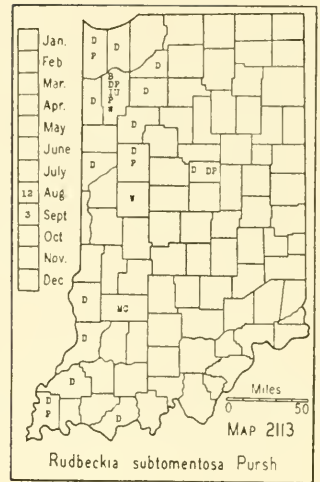 Jan.
Feb
Mar.
Apr.
May
June
July
12 Aug.
3 Sept
Oct
Nov.
Dec
D D
P
D
B
D DP
IU
P
W
D
D
D
P
D
D DP
W
D
MC
D
D
D
P
D
Miles
0 50
MAP 2113
Rudbeckia subtomentosa Pursh